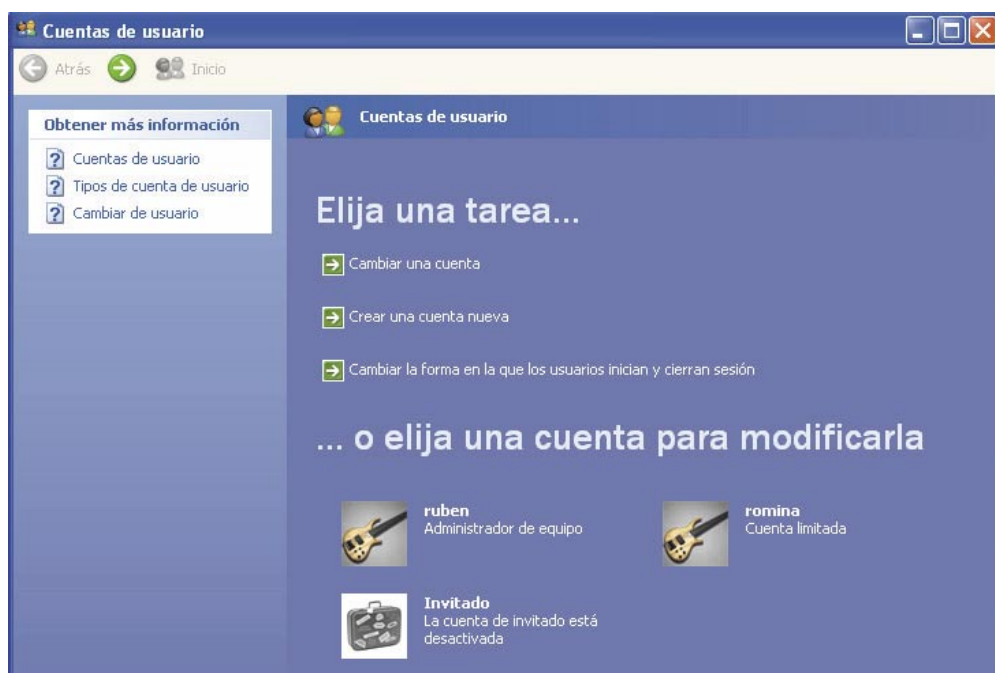 Cuentas de usuario
Atrás
Inicio
Obtener más información
Cuentas de usuario
Tipos de cuenta de usuario
Cambiar de usuario
Cuentas de usuario
Elija una tarea...
Cambiar una cuenta
Crear una cuenta nueva
Cambiar la forma en la que los usuarios inician y cierran sesión
... o elija una cuenta para modificarla
ruben
Administrador de equipo
romina
Cuenta limitada
Invitado
La cuenta de invitado está
desactivada